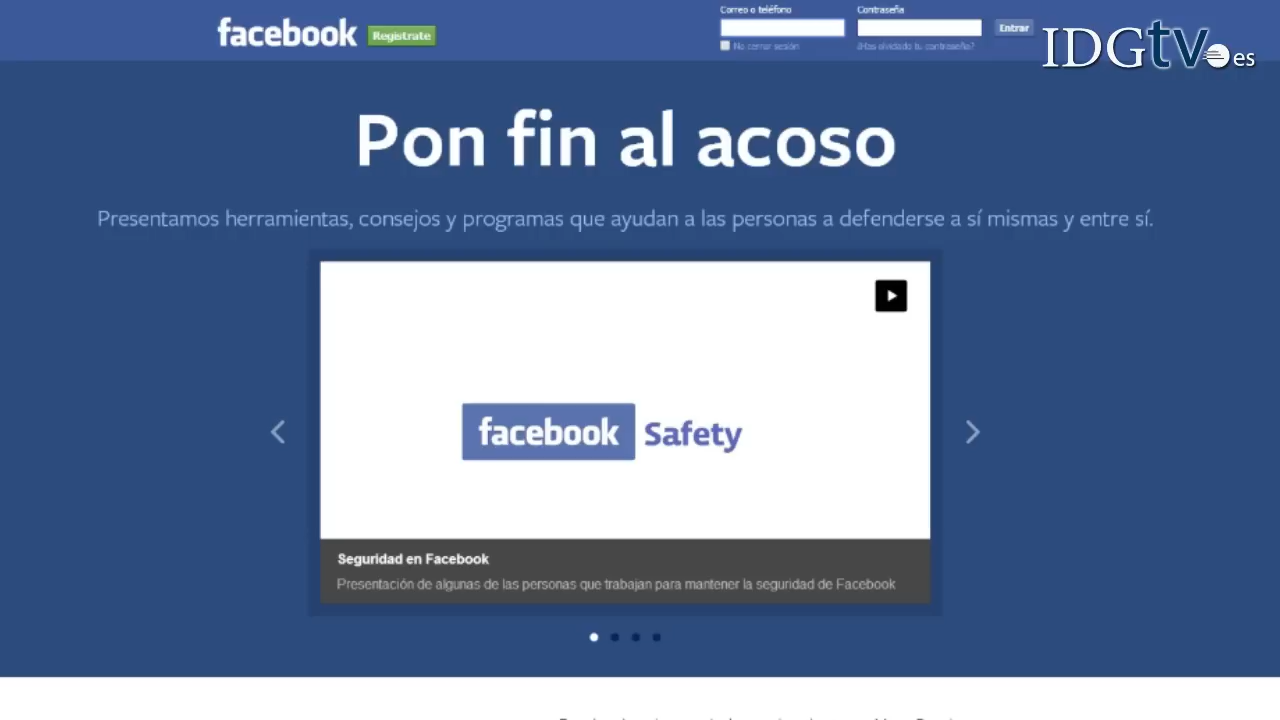 facebook Regístrate
Correo o teléfono Contraseña
Entrar
No cerrar sesión ¿Has olvidado tu contraseña?
IDGtv es
Pon fin al acoso
Presentamos herramientas, consejos y programas que ayudan a las personas a defenderse a sí mismas y entre sí.
facebook Safety
Seguridad en Facebook
Presentación de algunas de las personas que trabajan para mantener la seguridad de Facebook